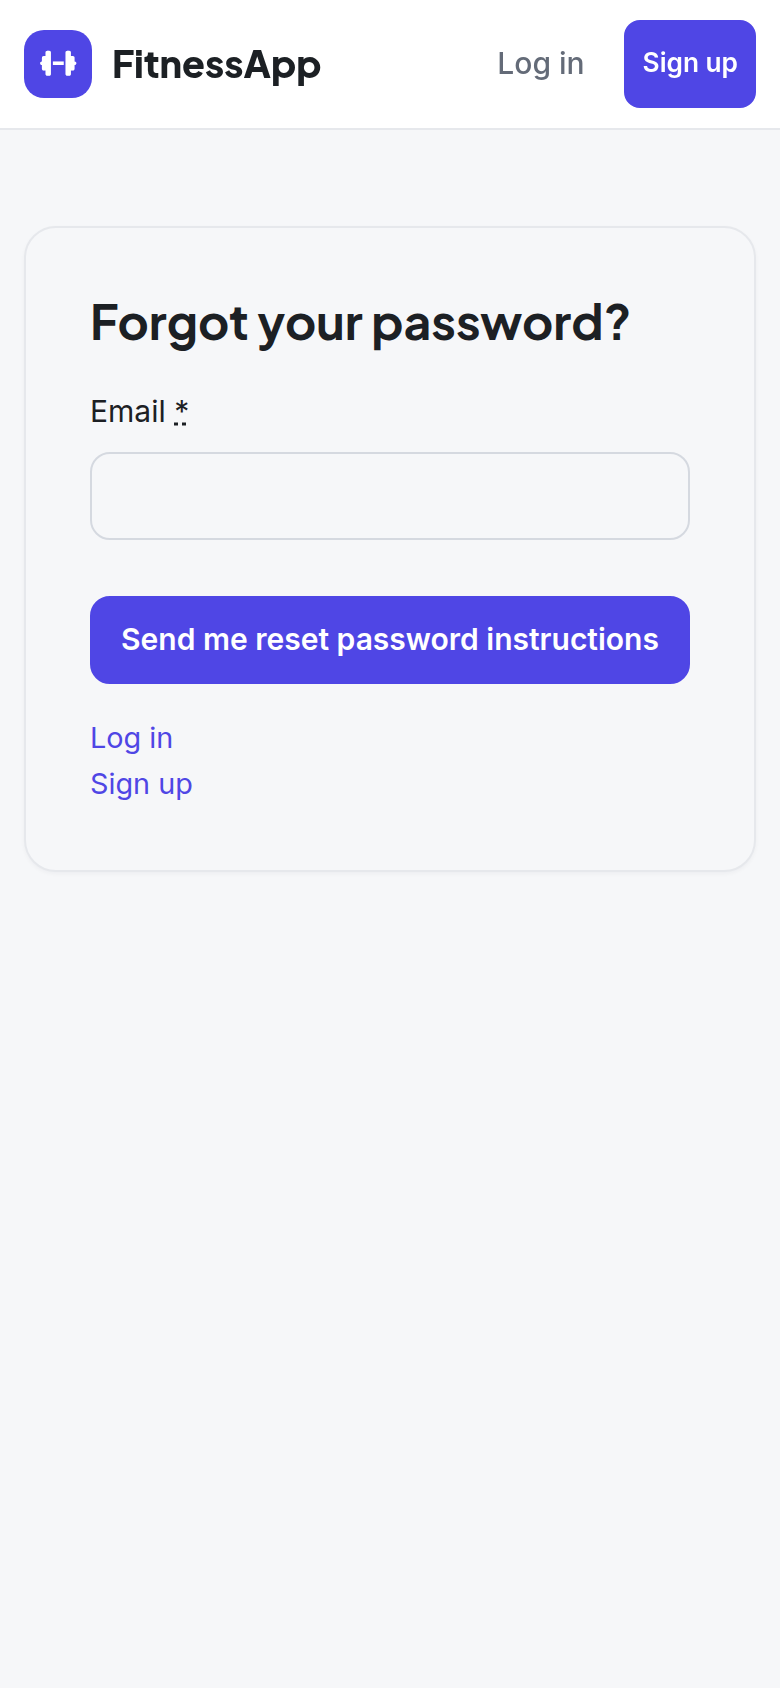 FitnessApp
Log in
Sign up
Forgot your password?
Email *
Send me reset password instructions
Log in
Sign up